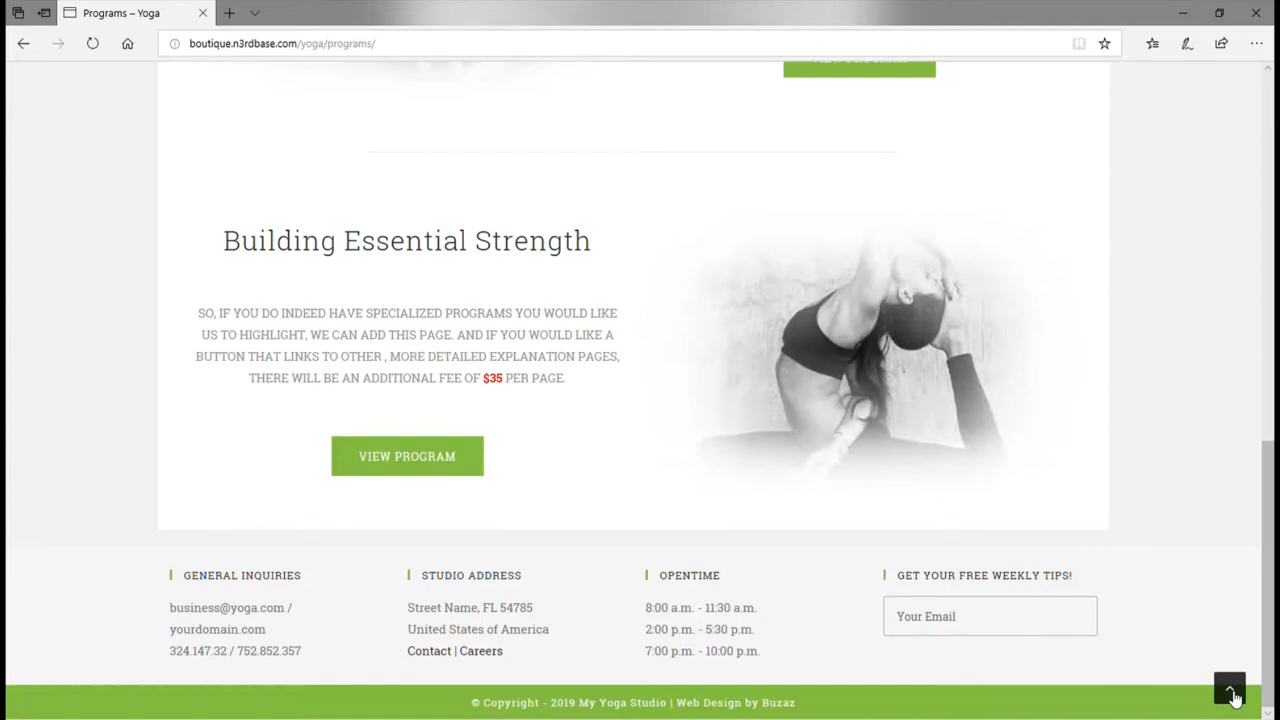 Programs – Yoga
boutique.n3rdbase.com/yoga/programs/
Building Essential Strength
SO, IF YOU DO INDEED HAVE SPECIALIZED PROGRAMS YOU WOULD LIKE
US TO HIGHLIGHT, WE CAN ADD THIS PAGE. AND IF YOU WOULD LIKE A
BUTTON THAT LINKS TO OTHER , MORE DETAILED EXPLANATION PAGES,
THERE WILL BE AN ADDITIONAL FEE OF $35 PER PAGE.
VIEW PROGRAM
GENERAL INQUIRIES
business@yoga.com /
yourdomain.com
324.147.32 / 752.852.357
STUDIO ADDRESS
Street Name, FL 54785
United States of America
Contact | Careers
OPENTIME
8:00 a.m. - 11:30 a.m.
2:00 p.m. - 5:30 p.m.
7:00 p.m. - 10:00 p.m.
GET YOUR FREE WEEKLY TIPS!
Your Email
© Copyright - 2019 My Yoga Studio | Web Design by Buzaz